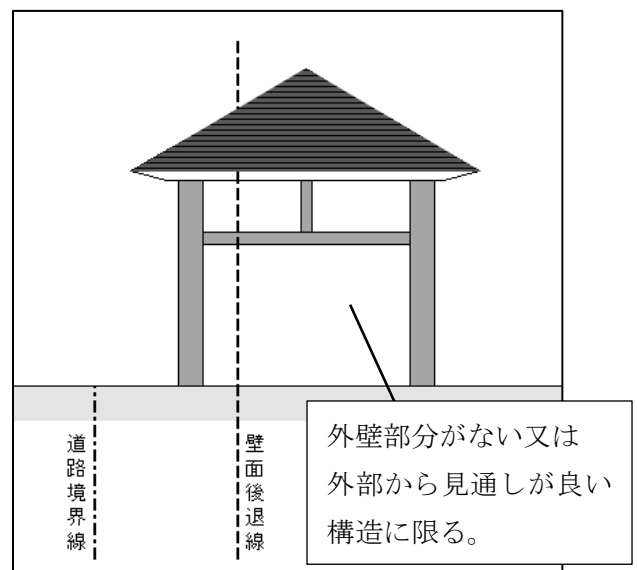 道路境界線
壁面後退線
外壁部分がない又は
外部から見通しが良い
構造に限る。